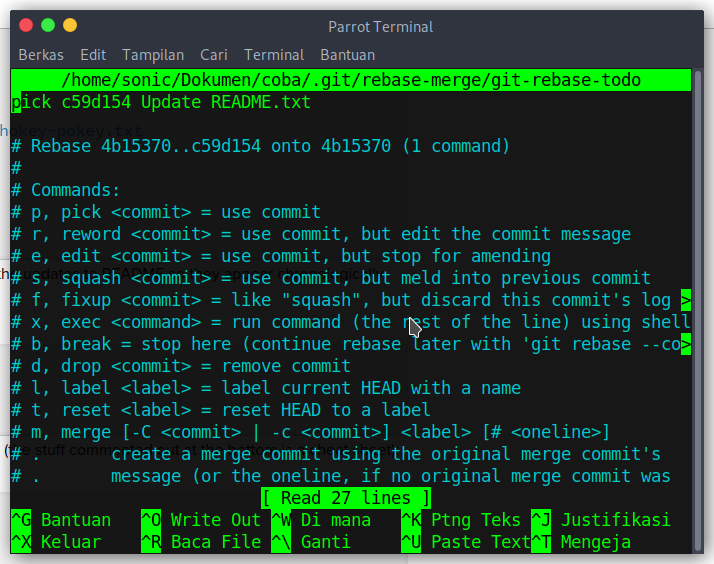 Parrot Terminal
Berkas Edit Tampilan Cari Terminal Bantuan
/home/sonic/Dokumen/coba/.git/rebase-merge/git-rebase-todo
pick c59d154 Update README.txt
hokey-pokey.txt
# Rebase 4b15370..c59d154 onto 4b15370 (1 command)
#
# Commands:
# p, pick <commit> = use commit
# r, reword <commit> = use commit, but edit the commit message
# e, edit <commit> = use commit, but stop for amending
# s, squash <commit> = use commit, but meld into previous commit
# f, fixup <commit> = like "squash", but discard this commit's log >
# x, exec <command> = run command (the rest of the line) using shell
# b, break = stop here (continue rebase later with 'git rebase --co>
# d, drop <commit> = remove commit
# l, label <label> = label current HEAD with a name
# t, reset <label> = reset HEAD to a label
# m, merge [-C <commit> | -c <commit>] <label> [# <oneline>]
# .       create a merge commit using the original merge commit's
# .       message (or the oneline, if no original merge commit was
[ Read 27 lines ]
^G Bantuan ^O Write Out ^W Di mana ^K Ptng Teks ^J Justifikasi
^X Keluar ^R Baca File ^\ Ganti ^U Paste Text ^T Mengeja